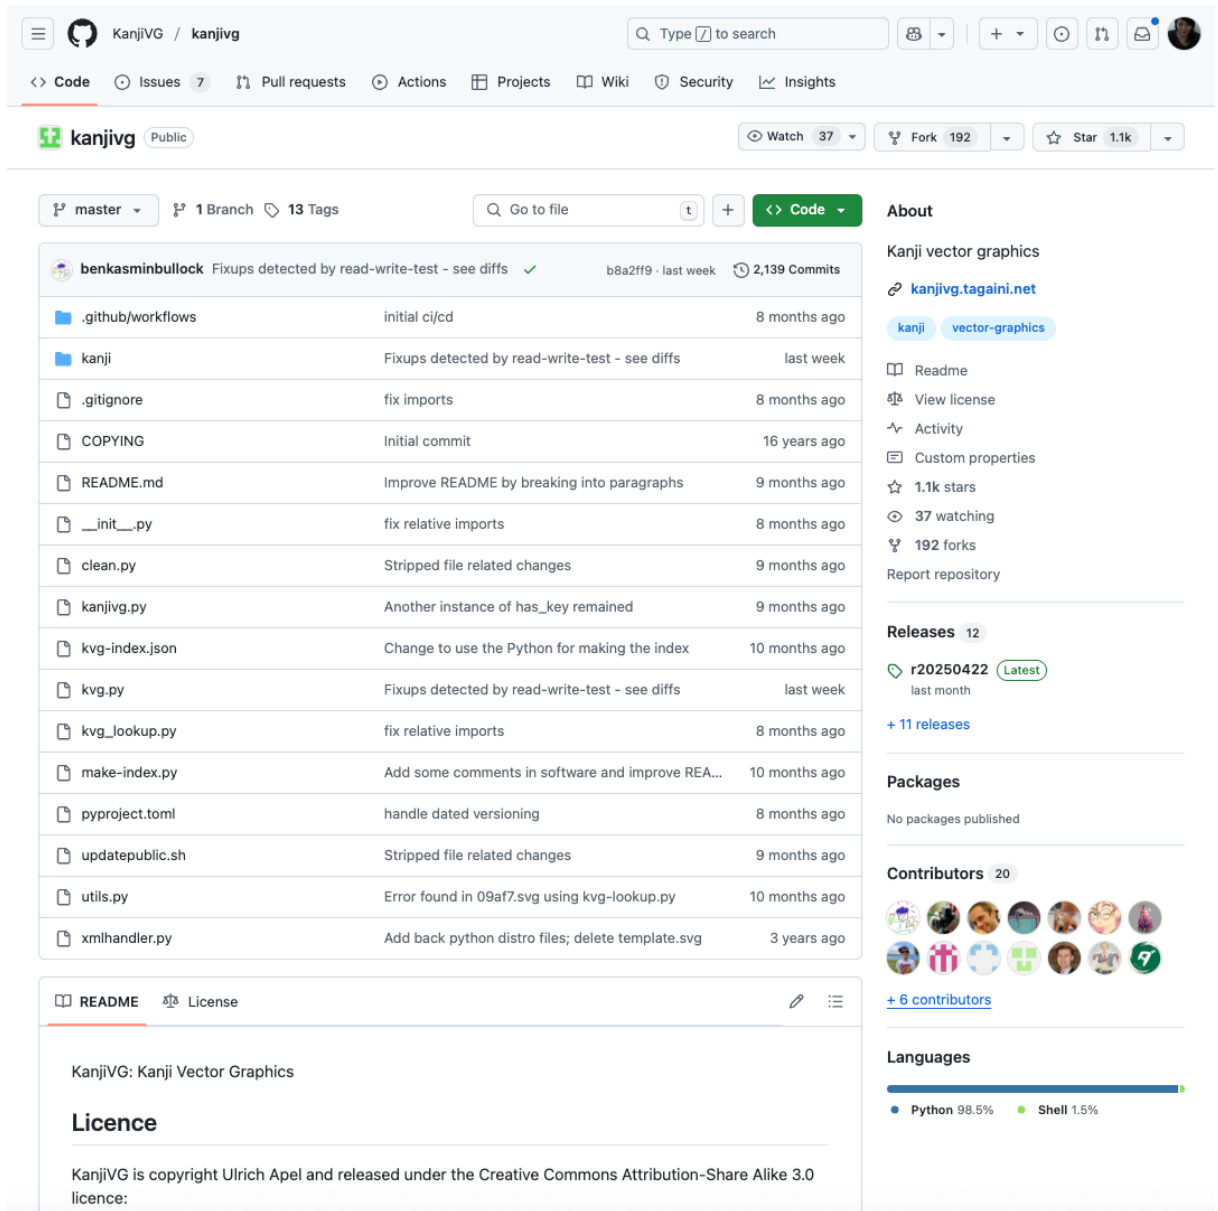 KanjiVG / kanjivg
Type / to search
Code
Issues 7
Pull requests
Actions
Projects
Wiki
Security
Insights
kanjivg Public
Watch 37
Fork 192
Star 1.1k
master
1 Branch
13 Tags
Go to file t
Code
benkasminbullock Fixups detected by read-write-test - see diffs b8a2ff9 · last week 2,139 Commits
.github/workflows initial ci/cd 8 months ago
kanji Fixups detected by read-write-test - see diffs last week
.gitignore fix imports 8 months ago
COPYING Initial commit 16 years ago
README.md Improve README by breaking into paragraphs 9 months ago
__init__.py fix relative imports 8 months ago
clean.py Stripped file related changes 9 months ago
kanjivg.py Another instance of has_key remained 9 months ago
kvg-index.json Change to use the Python for making the index 10 months ago
kvg.py Fixups detected by read-write-test - see diffs last week
kvg_lookup.py fix relative imports 8 months ago
make-index.py Add some comments in software and improve REA... 10 months ago
pyproject.toml handle dated versioning 8 months ago
updatepublic.sh Stripped file related changes 9 months ago
utils.py Error found in 09af7.svg using kvg-lookup.py 10 months ago
xmlhandler.py Add back python distro files; delete template.svg 3 years ago
README
License
KanjiVG: Kanji Vector Graphics
Licence
KanjiVG is copyright Ulrich Apel and released under the Creative Commons Attribution-Share Alike 3.0
licence:
About
Kanji vector graphics
kanjivg.tagaini.net
kanji vector-graphics
Readme
View license
Activity
Custom properties
1.1k stars
37 watching
192 forks
Report repository
Releases 12
r20250422 Latest
last month
+ 11 releases
Packages
No packages published
Contributors 20
+ 6 contributors
Languages
Python 98.5% Shell 1.5%